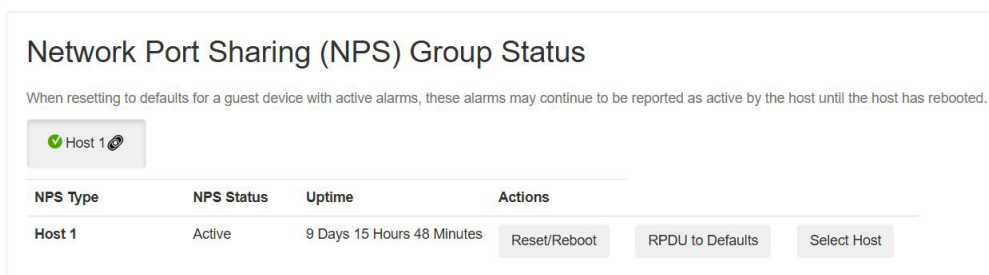 Network Port Sharing (NPS) Group Status
When resetting to defaults for a guest device with active alarms, these alarms may continue to be reported as active by the host until the host has rebooted.
Host 1
NPS Type NPS Status Uptime Actions
Host 1 Active 9 Days 15 Hours 48 Minutes Reset/Reboot RPDU to Defaults Select Host